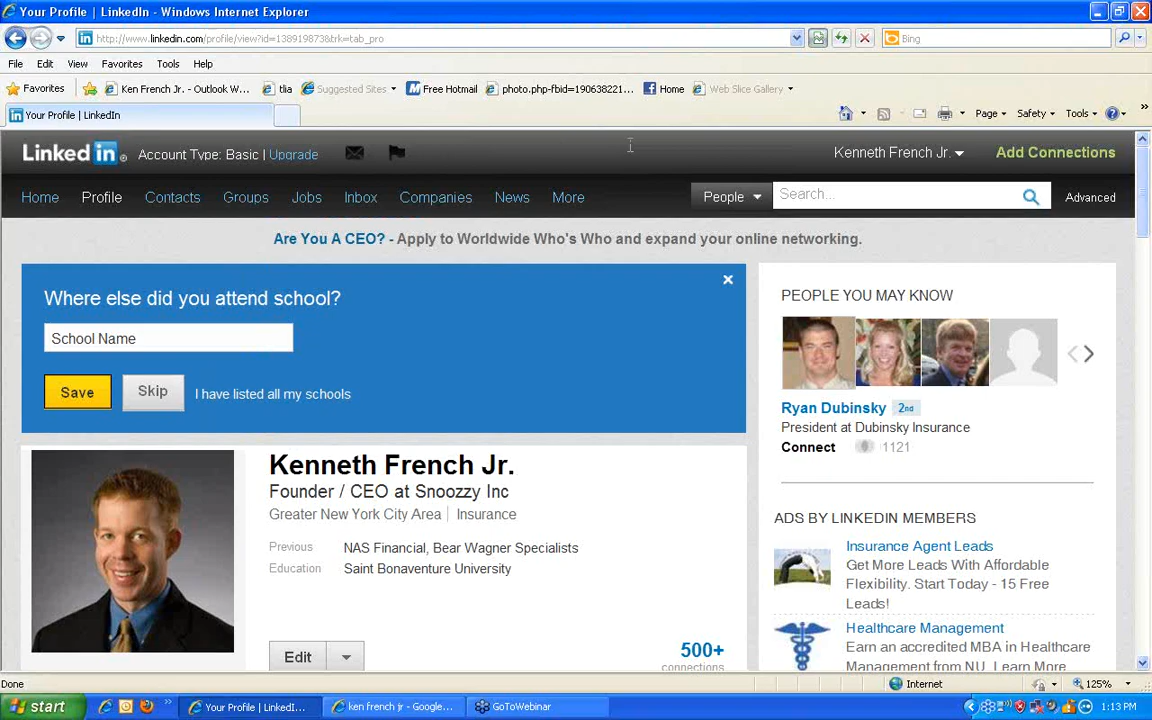 Your Profile | LinkedIn - Windows Internet Explorer
http://www.linkedin.com/profile/view?id=138919873&trk=tab_pro
Bing
File Edit View Favorites Tools Help
Favorites Ken French Jr. - Outlook W... tlia Suggested Sites Free Hotmail photo.php-fbid=190638221... Home Web Slice Gallery
Your Profile | LinkedIn
Page Safety Tools
Linked in Account Type: Basic | Upgrade
Kenneth French Jr. Add Connections
Home Profile Contacts Groups Jobs Inbox Companies News More
People Search... Advanced
Are You A CEO? - Apply to Worldwide Who's Who and expand your online networking.
Where else did you attend school?
School Name
Save Skip I have listed all my schools
Kenneth French Jr.
Founder / CEO at Snoozzy Inc
Greater New York City Area | Insurance
Previous NAS Financial, Bear Wagner Specialists
Education Saint Bonaventure University
Edit
500+
connections
PEOPLE YOU MAY KNOW
Ryan Dubinsky 2nd
President at Dubinsky Insurance
Connect 1121
ADS BY LINKEDIN MEMBERS
Insurance Agent Leads
Get More Leads With Affordable
Flexibility. Start Today - 15 Free
Leads!
Healthcare Management
Earn an accredited MBA in Healthcare
Management from NU. Learn More
Done Internet 125%
start Your Profile | LinkedI... ken french jr - Google... GoToWebinar 1:13 PM